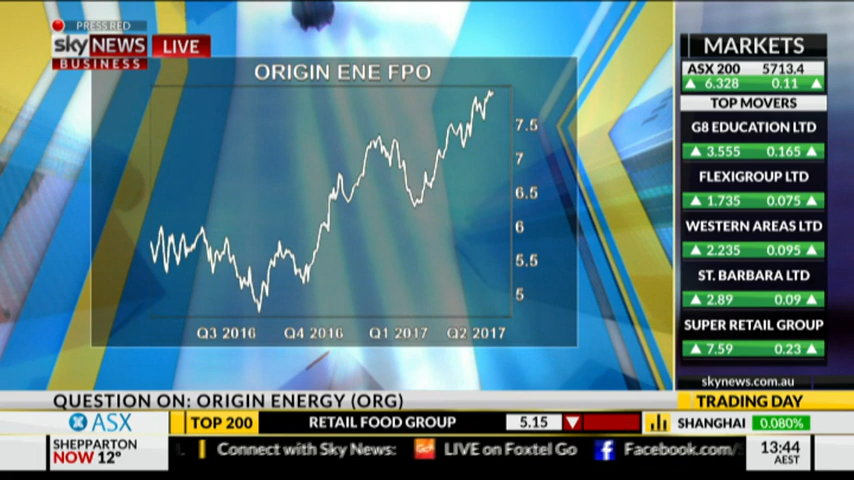 PRESS RED
sky NEWS LIVE
BUSINESS
ORIGIN ENE FPO
7.5
7
6.5
6
5.5
5
Q3 2016 Q4 2016 Q1 2017 Q2 2017
MARKETS
ASX 200 5713.4
6.328 0.11
TOP MOVERS
G8 EDUCATION LTD
3.555 0.165
FLEXIGROUP LTD
1.735 0.075
WESTERN AREAS LTD
2.235 0.095
ST. BARBARA LTD
2.89 0.09
SUPER RETAIL GROUP
7.59 0.23
skynews.com.au
QUESTION ON: ORIGIN ENERGY (ORG) TRADING DAY
ASX TOP 200 RETAIL FOOD GROUP 5.15 SHANGHAI 0.080%
SHEPPARTON
NOW 12° Connect with Sky News: GO LIVE on Foxtel Go f Facebook.com/
13:44
AEST